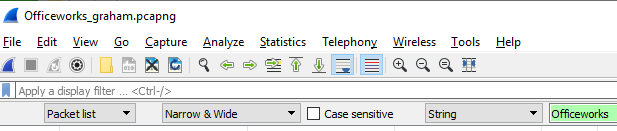 Officeworks_graham.pcapng
File Edit View Go Capture Analyze Statistics Telephony Wireless Tools Help
Apply a display filter ... <Ctrl-/>
Packet list Narrow & Wide Case sensitive String Officeworks